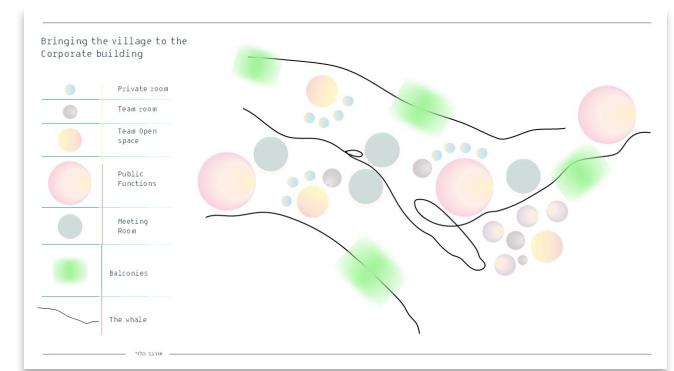 Bringing the village to the
Corporate building
Private room
Team room
Team Open
space
Public
Functions
Meeting
Room
Balconies
The whale